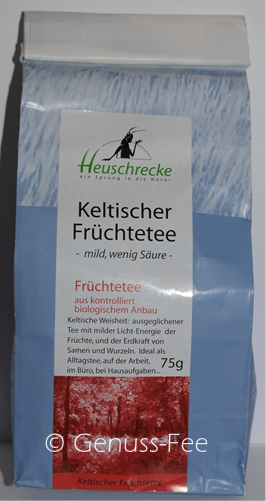 Heuschrecke
ein Sprung in die Natur
Keltischer
Früchtetee
- mild, wenig Säure -
Früchtetee
aus kontrolliert
biologischem Anbau
Keltische Weisheit: ausgeglichener
Tee mit milder Licht-Energie der
Früchte, und der Erdkraft von
Samen und Wurzeln. Ideal als
Alltagstee, auf der Arbeit,
im Büro, bei Hausaufgaben...
75g
© Genuss-Fee
Keltischer Früchtetee